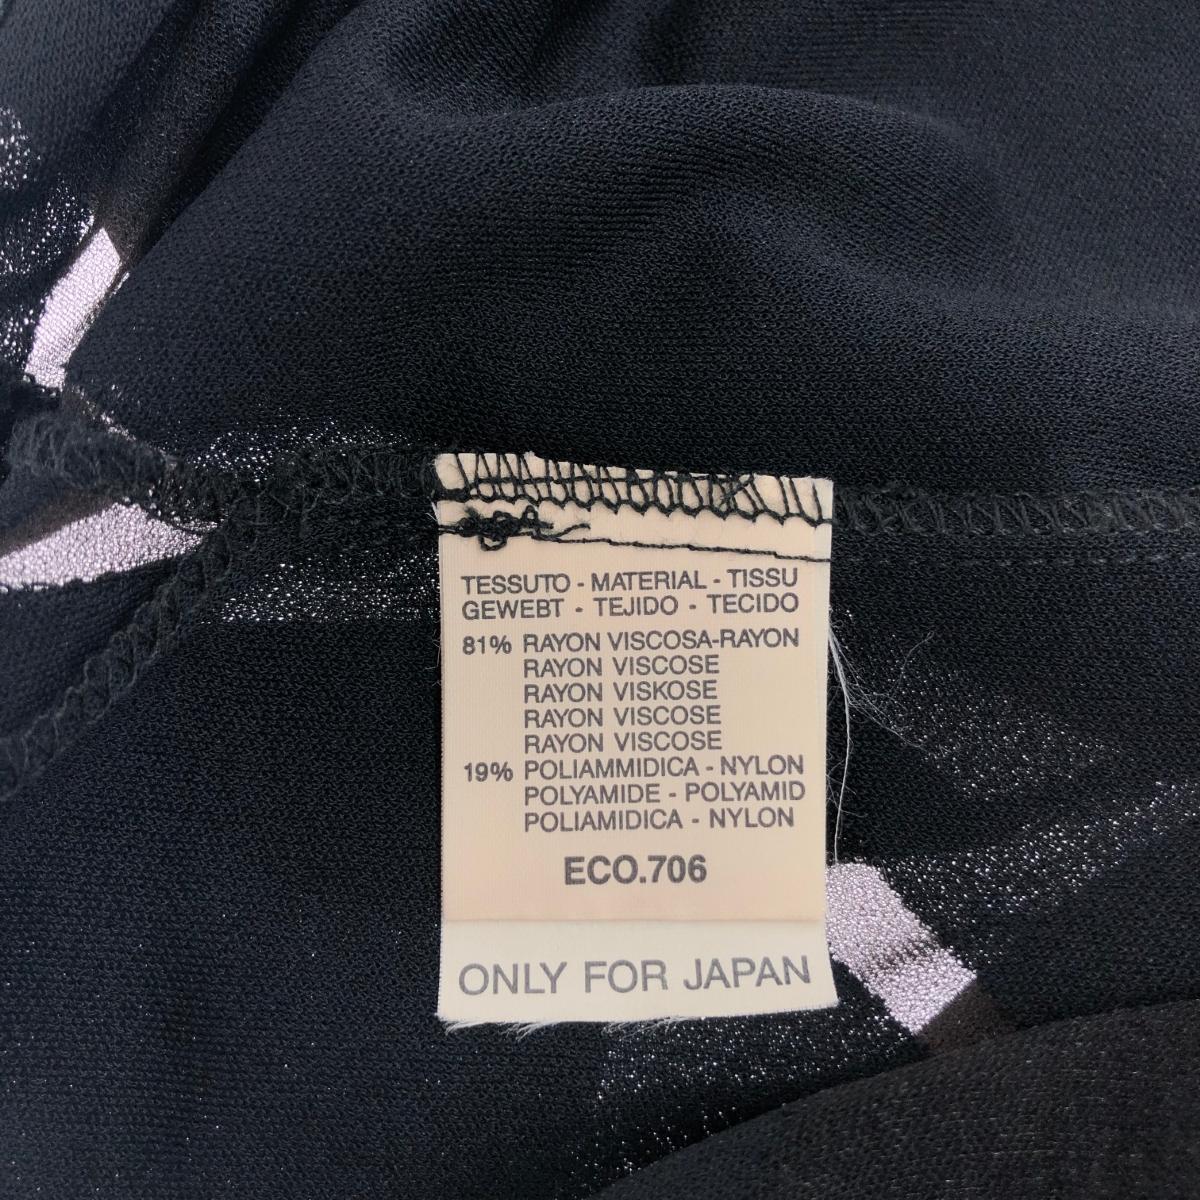 TESSUTO - MATERIAL - TISSU
GEWEBT - TEJIDO - TECIDO
81% RAYON VISCOSA-RAYON
RAYON VISCOSE
RAYON VISKOSE
RAYON VISCOSE
RAYON VISCOSE
19% POLIAMMIDICA - NYLON
POLYAMIDE - POLYAMID
POLIAMIDICA - NYLON
ECO.706
ONLY FOR JAPAN